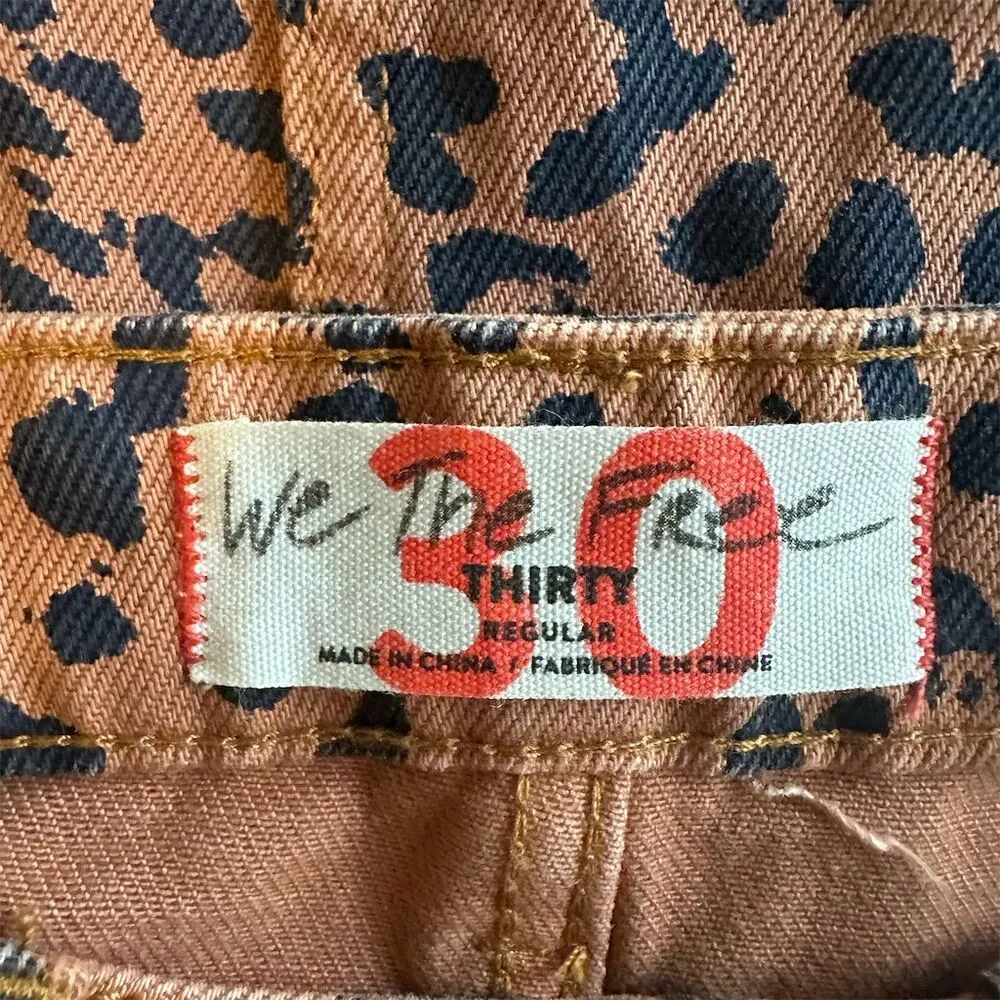 We The Free
30
THIRTY
REGULAR
MADE IN CHINA / FABRIQUÉ EN CHINE